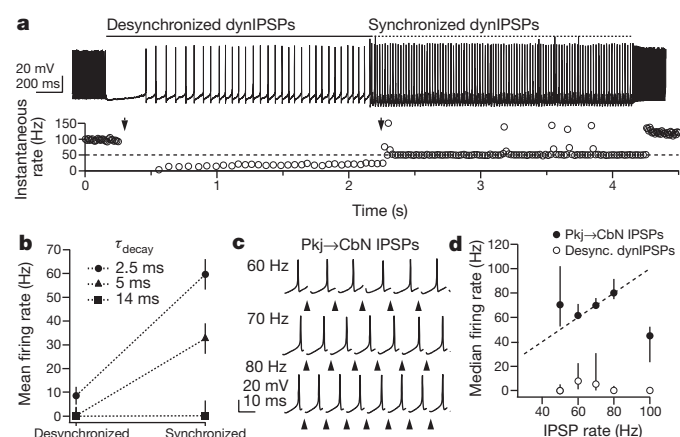 a
Desynchronized dynIPSPs
Synchronized dynIPSPs
20 mV
200 ms
Instantaneous
rate (Hz)
150
100
50
0
0
1
2
3
4
Time (s)
b
τdecay
2.5 ms
5 ms
14 ms
Mean firing rate (Hz)
70
60
50
40
30
20
10
0
Desynchronized
Synchronized
c
Pkj→CbN IPSPs
60 Hz
70 Hz
80 Hz
20 mV
10 ms
d
Pkj→CbN IPSPs
Desync. dynIPSPs
Median firing rate (Hz)
120
100
80
60
40
20
0
40
60
80
100
IPSP rate (Hz)